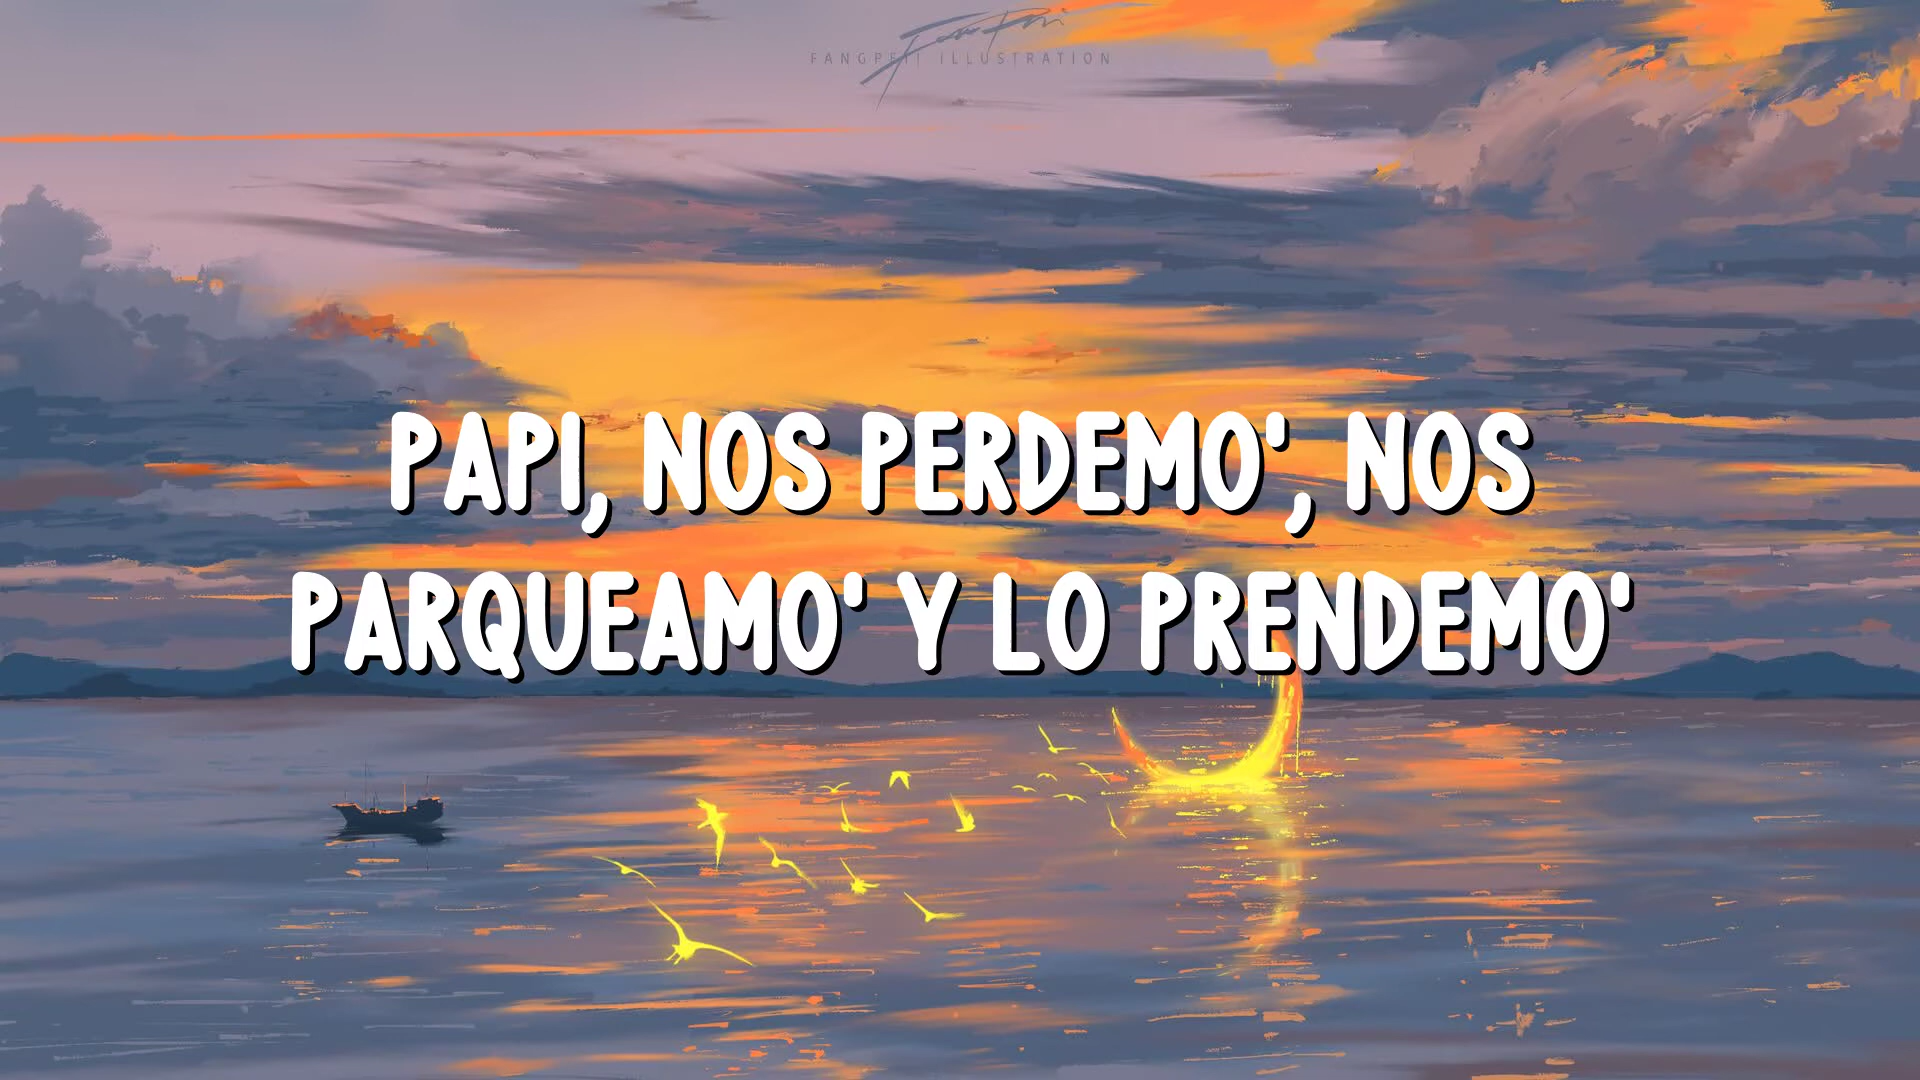 FANGPEII ILLUSTRATION
PAPI, NOS PERDEMO', NOS
PARQUEAMO' Y LO PRENDEMO'